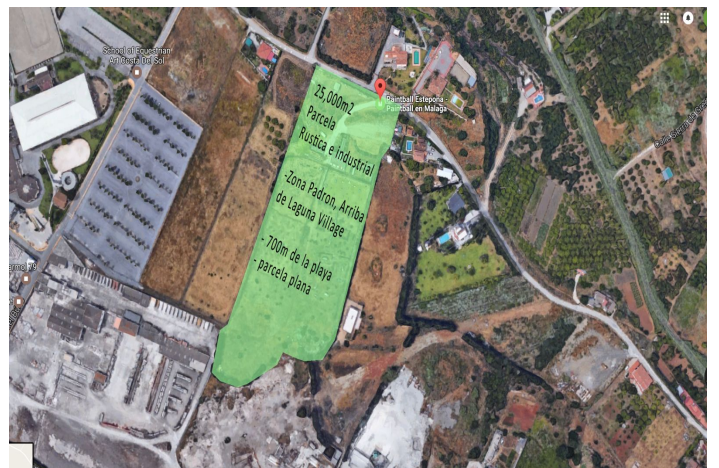 School of Equestrian
Art Costa Del Sol
Paintball Estepona -
Paintball en Malaga
25,000m2
Parcela
Rustica e industrial
-Zona Padron, Arriba
de Laguna Village
- 700m de la playa
- parcela plana